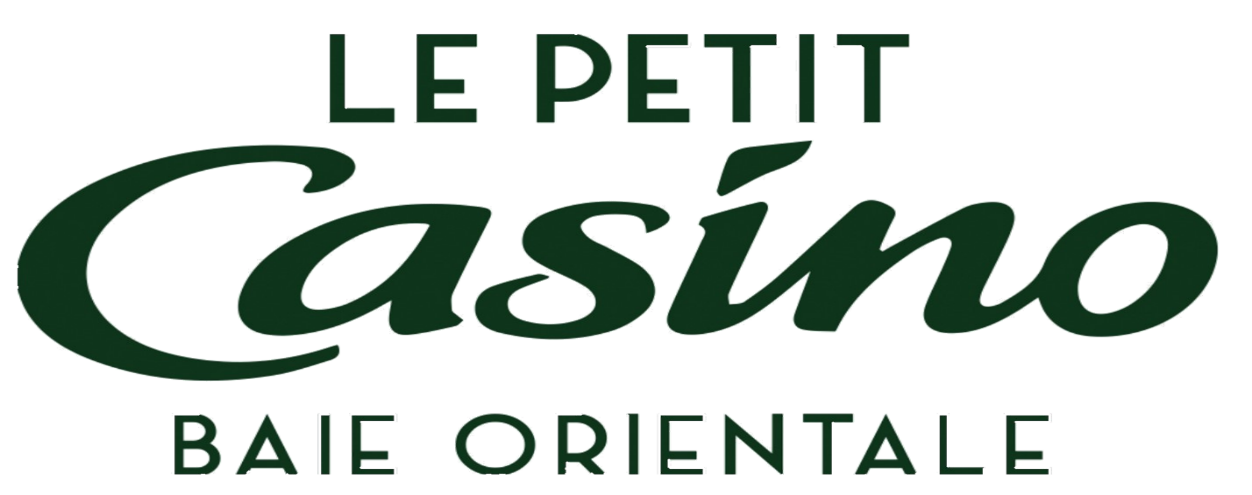 LE PETIT
Casino
BAIE ORIENTALE